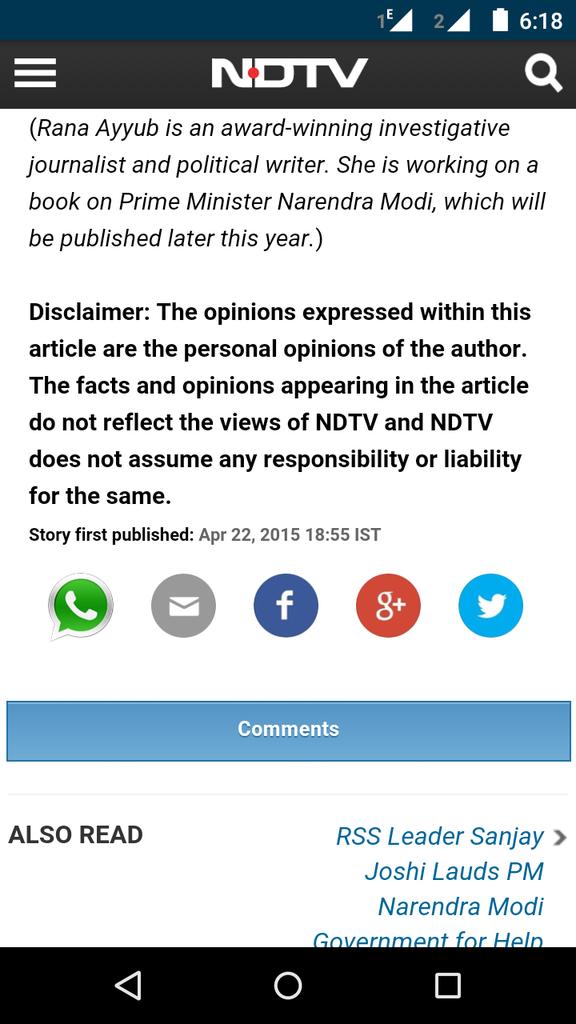 1 E 2 6:18
NDTV
(Rana Ayyub is an award-winning investigative
journalist and political writer. She is working on a
book on Prime Minister Narendra Modi, which will
be published later this year.)
Disclaimer: The opinions expressed within this
article are the personal opinions of the author.
The facts and opinions appearing in the article
do not reflect the views of NDTV and NDTV
does not assume any responsibility or liability
for the same.
Story first published: Apr 22, 2015 18:55 IST
f g+
Comments
ALSO READ
RSS Leader Sanjay
Joshi Lauds PM
Narendra Modi
Government for Help